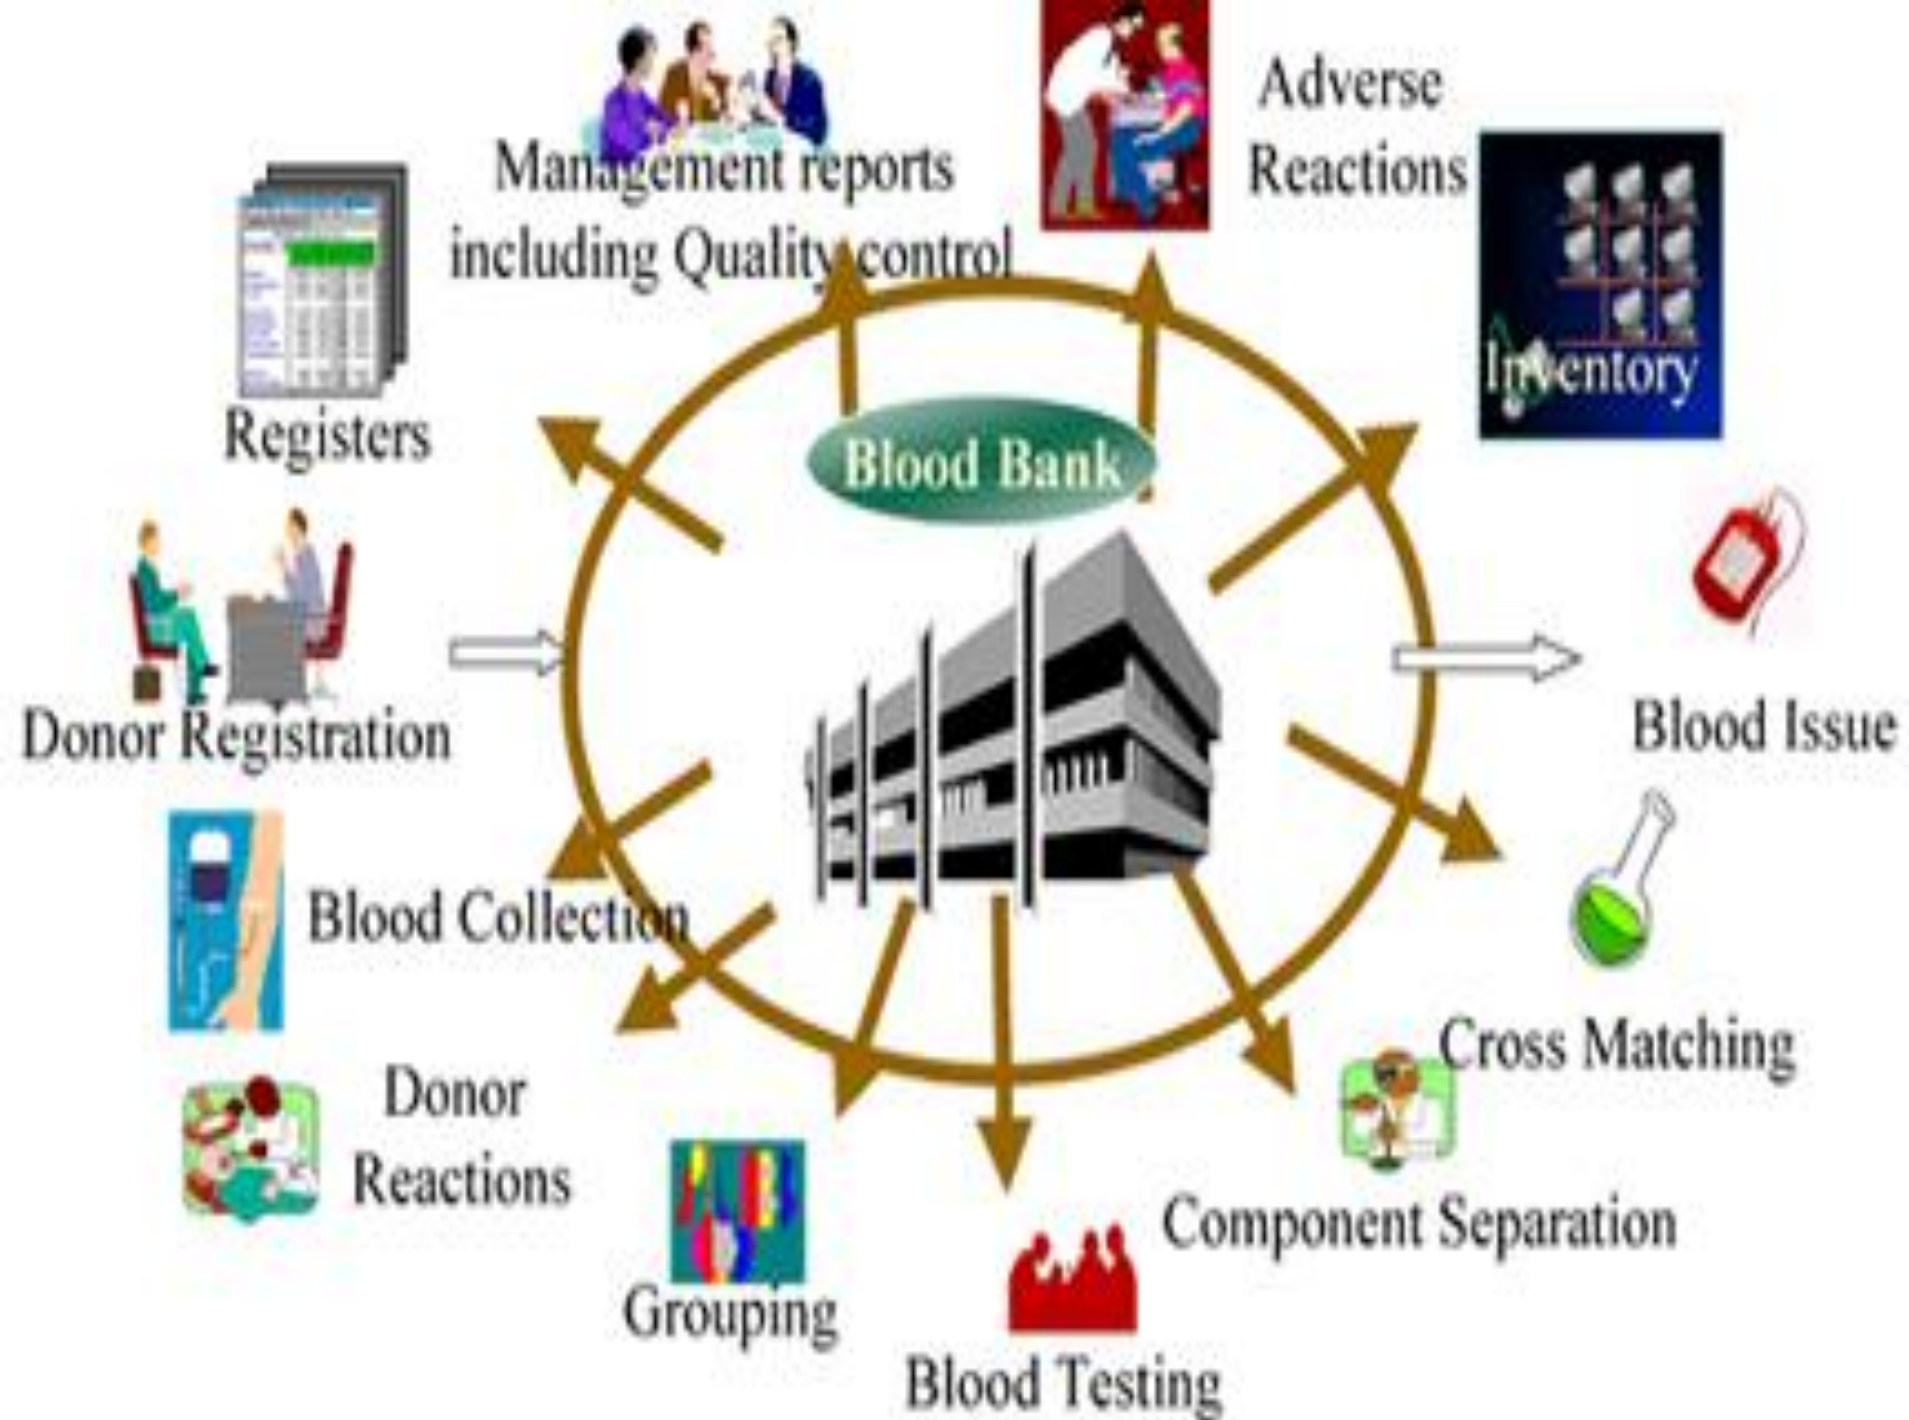 Management reports
including Quality control
Adverse
Reactions
Inventory
Registers
Blood Bank
Donor Registration
Blood Issue
Blood Collection
Cross Matching
Donor
Reactions
Component Separation
Grouping
Blood Testing